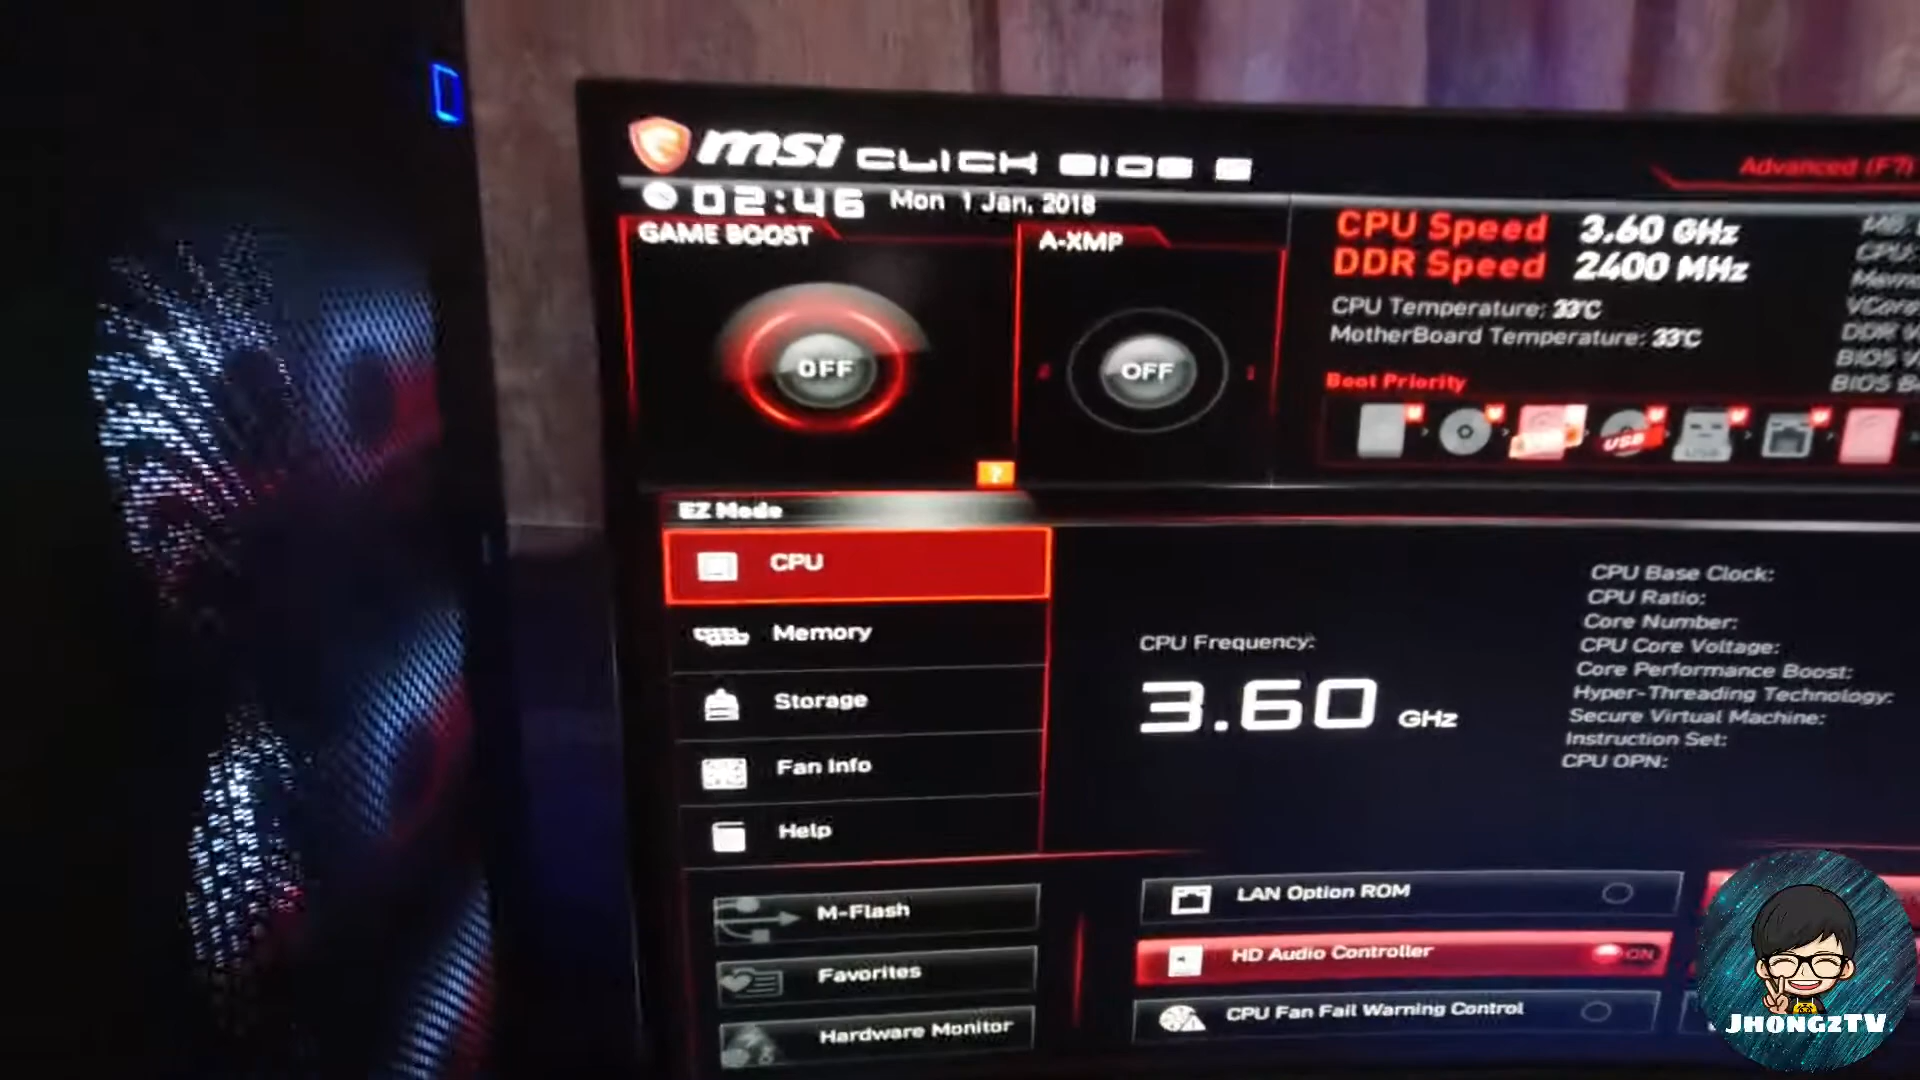 msi CLICK BIOS 5
02:46 Mon 1 Jan, 2018
Advanced (F7)
GAME BOOST
A-XMP
OFF
OFF
CPU Speed 3.60 GHz
DDR Speed 2400 MHz
CPU Temperature: 33°C
MotherBoard Temperature: 33°C
Boot Priority
USB
?
EZ Mode
CPU
Memory
Storage
Fan Info
Help
CPU Frequency:
3.60 GHz
CPU Base Clock:
CPU Ratio:
Core Number:
CPU Core Voltage:
Core Performance Boost:
Hyper-Threading Technology:
Secure Virtual Machine:
Instruction Set:
CPU OPN:
M-Flash
Favorites
Hardware Monitor
LAN Option ROM
HD Audio Controller ON
CPU Fan Fail Warning Control
JhongzTV